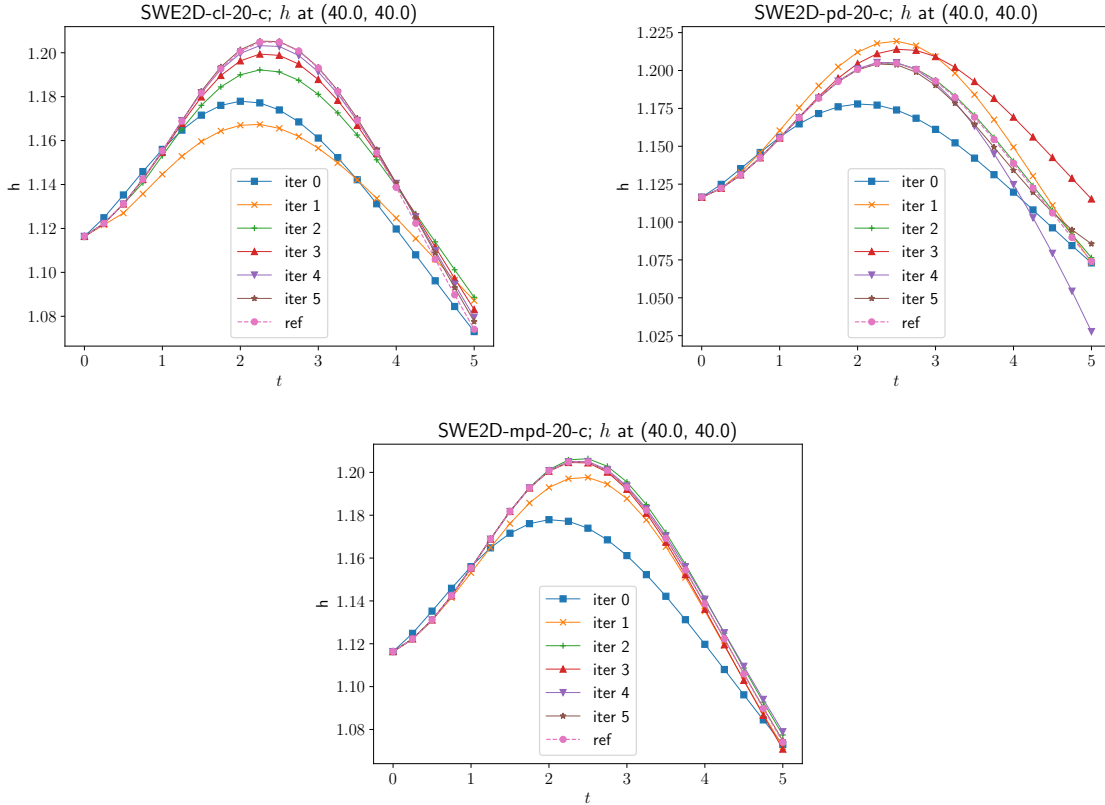 SWE2D-cl-20-c; h at (40.0, 40.0)
1.20
1.18
1.16
1.14
1.12
1.10
1.08
h
iter 0
iter 1
iter 2
iter 3
iter 4
iter 5
ref
0 1 2 3 4 5
t
SWE2D-pd-20-c; h at (40.0, 40.0)
1.225
1.200
1.175
1.150
1.125
1.100
1.075
1.050
1.025
h
iter 0
iter 1
iter 2
iter 3
iter 4
iter 5
ref
0 1 2 3 4 5
t
SWE2D-mpd-20-c; h at (40.0, 40.0)
1.20
1.18
1.16
1.14
1.12
1.10
1.08
h
iter 0
iter 1
iter 2
iter 3
iter 4
iter 5
ref
0 1 2 3 4 5
t